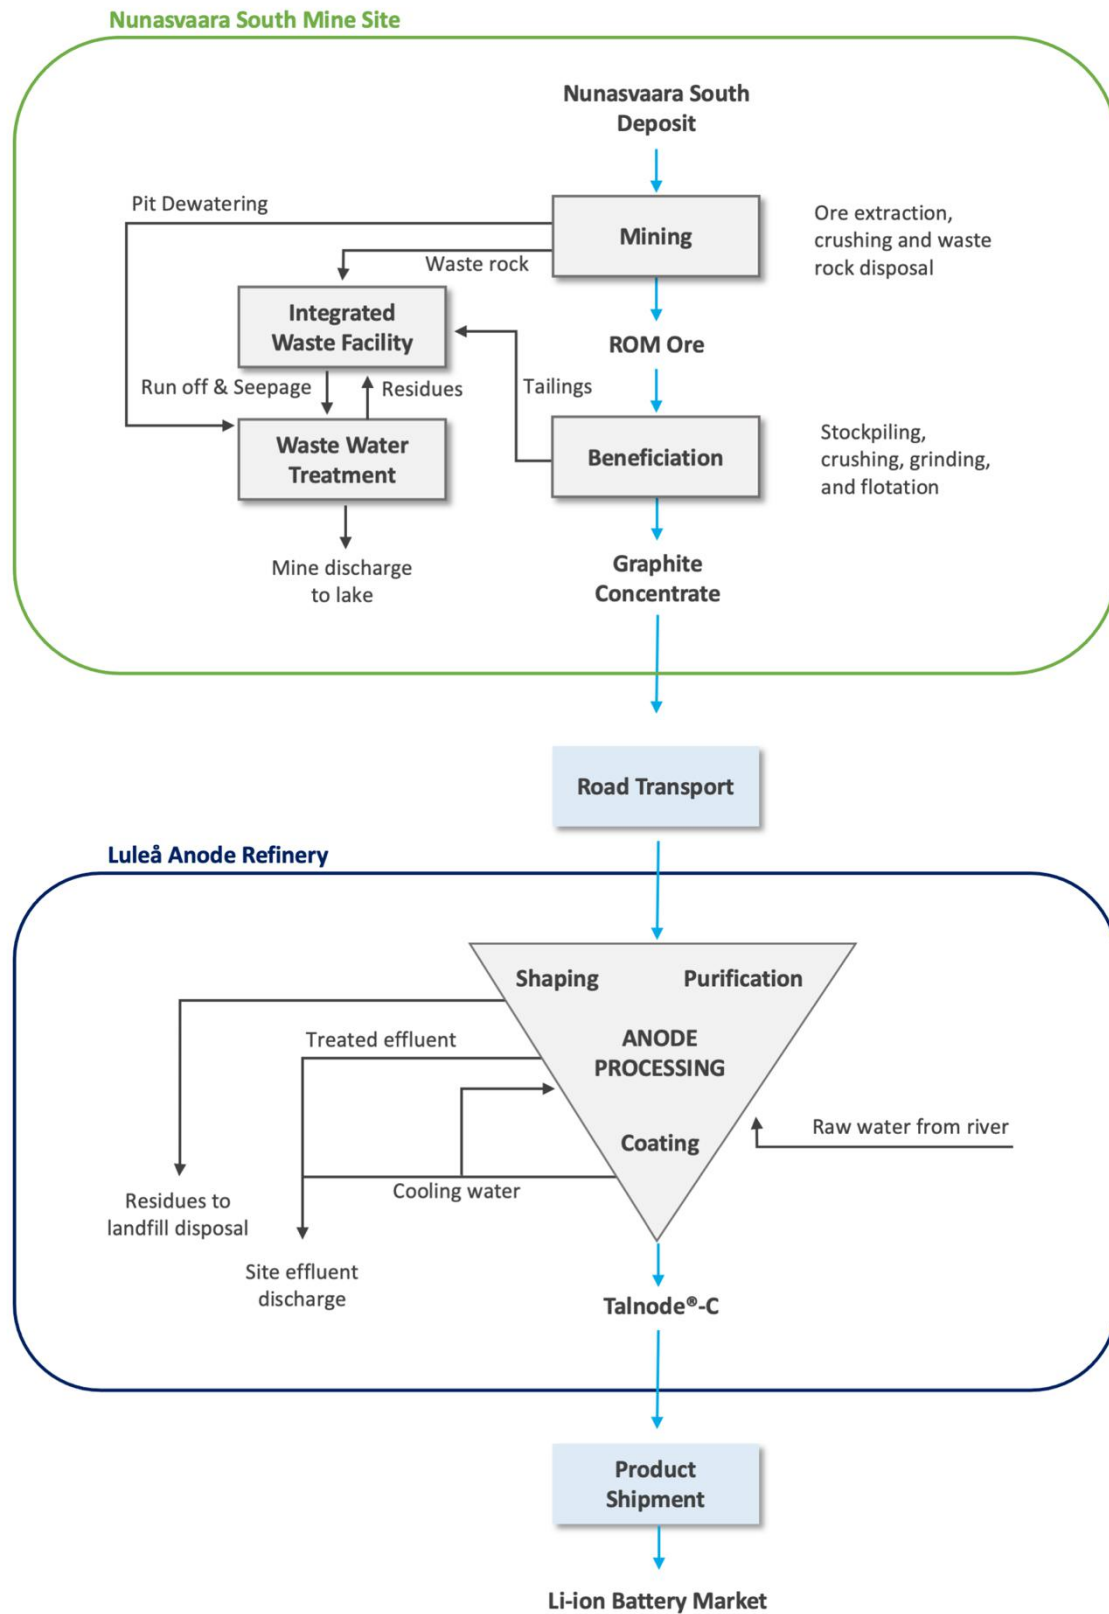 Nunasvaara South Mine Site
Nunasvaara South
Deposit
Pit Dewatering
Mining
Ore extraction,
crushing and waste
rock disposal
Waste rock
Integrated
Waste Facility
ROM Ore
Run off & Seepage
Residues
Tailings
Waste Water
Treatment
Beneficiation
Stockpiling,
crushing, grinding,
and flotation
Mine discharge
to lake
Graphite
Concentrate
Road Transport
Luleå Anode Refinery
Shaping
Purification
Treated effluent
ANODE
PROCESSING
Raw water from river
Coating
Cooling water
Residues to
landfill disposal
Site effluent
discharge
Talnode®-C
Product
Shipment
Li-ion Battery Market